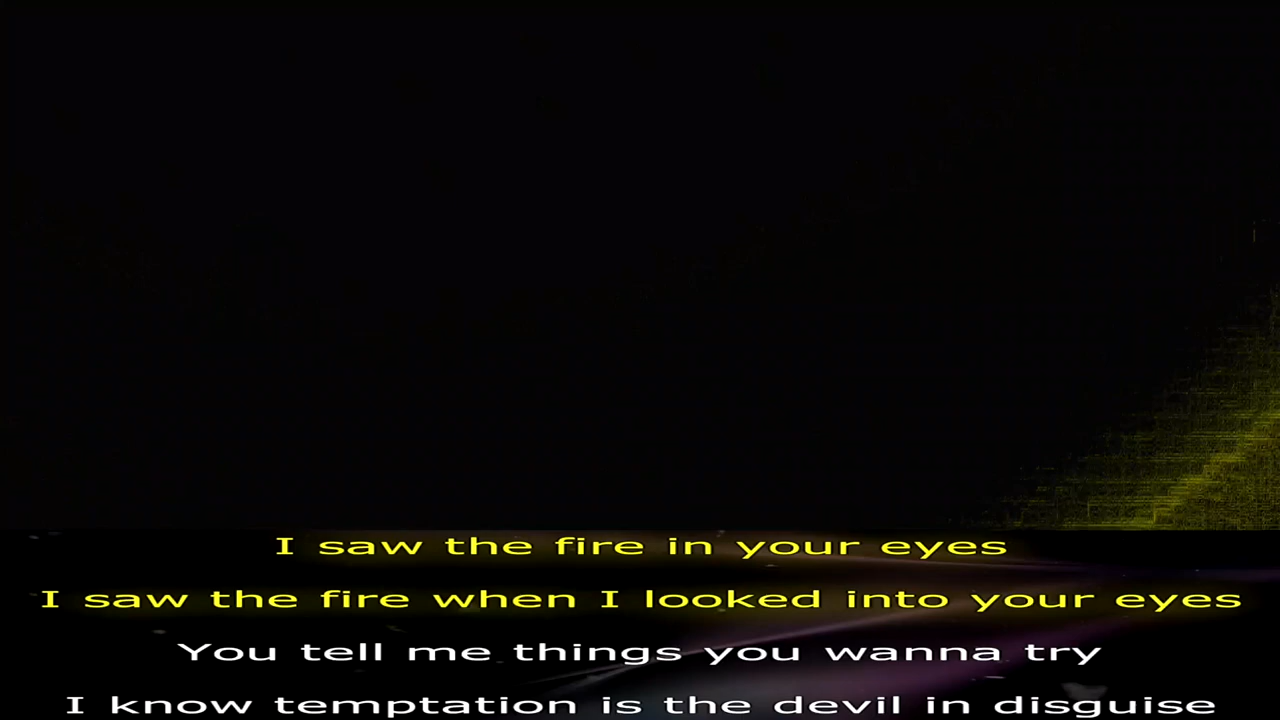 I saw the fire in your eyes
I saw the fire when I looked into your eyes
You tell me things you wanna try
I know temptation is the devil in disguise